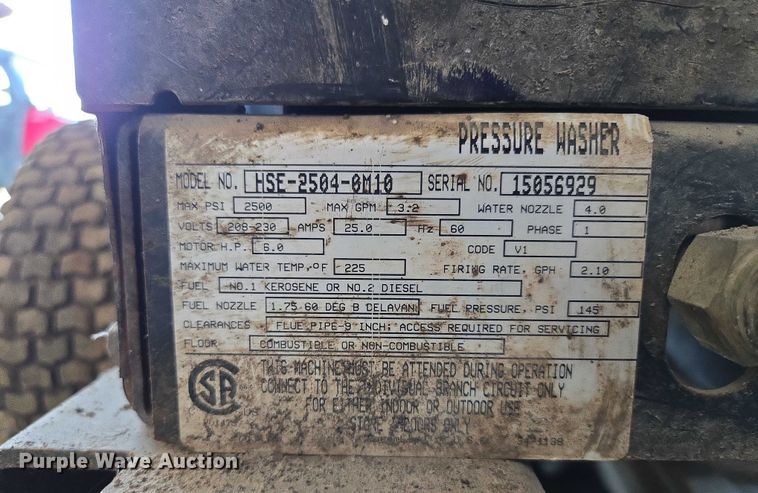 PRESSURE WASHER
MODEL NO. HSE-2504-0M10 SERIAL NO. 15056929
MAX PSI 2500 MAX GPM 3.2 WATER NOZZLE 4.0
VOLTS 208-230 AMPS 25.0 Hz 60 PHASE 1
MOTOR H.P. 6.0 CODE V1
MAXIMUM WATER TEMP,°F 225 FIRING RATE, GPH 2.10
FUEL NO.1 KEROSENE OR NO.2 DIESEL
FUEL NOZZLE 1.75-60 DEG B DELAVAN FUEL PRESSURE, PSI 145
CLEARANCES FLUE PIPE-9 INCH; ACCESS REQUIRED FOR SERVICING
FLOOR COMBUSTIBLE OR NON-COMBUSTIBLE
THIS MACHINE MUST BE ATTENDED DURING OPERATION
CONNECT TO THE INDIVIDUAL BRANCH CIRCUIT ONLY
FOR EITHER INDOOR OR OUTDOOR USE
STORE INDOORS ONLY
Purple Wave Auction